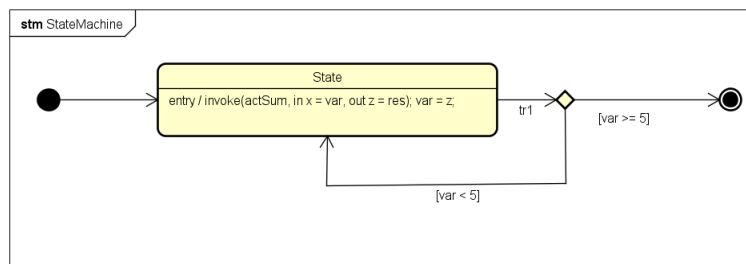 stm StateMachine
State
entry / invoke(actSum, in x = var, out z = res); var = z;
tr1
[var >= 5]
[var < 5]